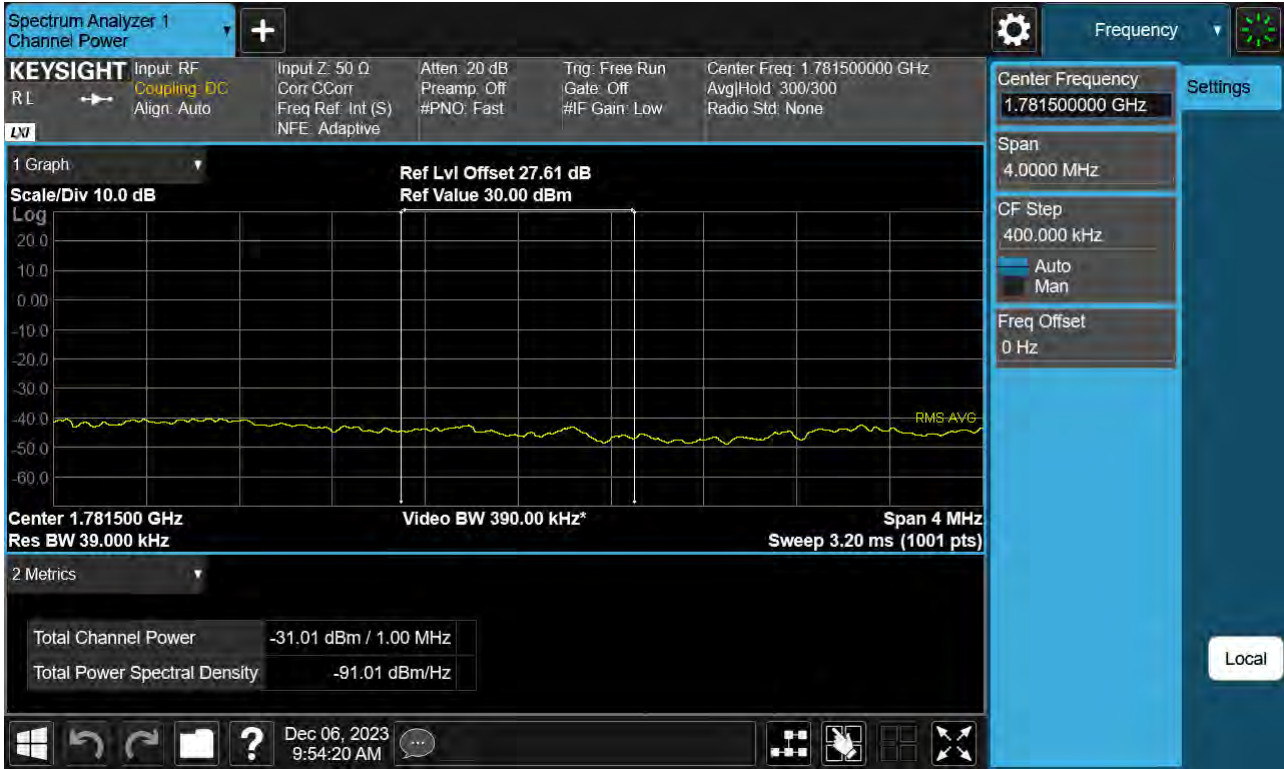 Spectrum Analyzer 1
Channel Power
+
Frequency
KEYSIGHT
R L
LXI
Input: RF
Coupling: DC
Align: Auto
Input Z: 50 Ω
Corr CCorr
Freq Ref: Int (S)
NFE: Adaptive
Atten: 20 dB
Preamp: Off
#PNO: Fast
Trig: Free Run
Gate: Off
#IF Gain: Low
Center Freq: 1.781500000 GHz
Avg|Hold: 300/300
Radio Std: None
Center Frequency
1.781500000 GHz
Settings
Span
4.0000 MHz
CF Step
400.000 kHz
Auto
Man
Freq Offset
0 Hz
1 Graph
Scale/Div 10.0 dB
Ref Lvl Offset 27.61 dB
Ref Value 30.00 dBm
Log
20.0
10.0
0.00
-10.0
-20.0
-30.0
-40.0
RMS AVG
-50.0
-60.0
Center 1.781500 GHz
Video BW 390.00 kHz*
Span 4 MHz
Res BW 39.000 kHz
Sweep 3.20 ms (1001 pts)
2 Metrics
Total Channel Power -31.01 dBm / 1.00 MHz
Total Power Spectral Density -91.01 dBm/Hz
Local
?
Dec 06, 2023
9:54:20 AM